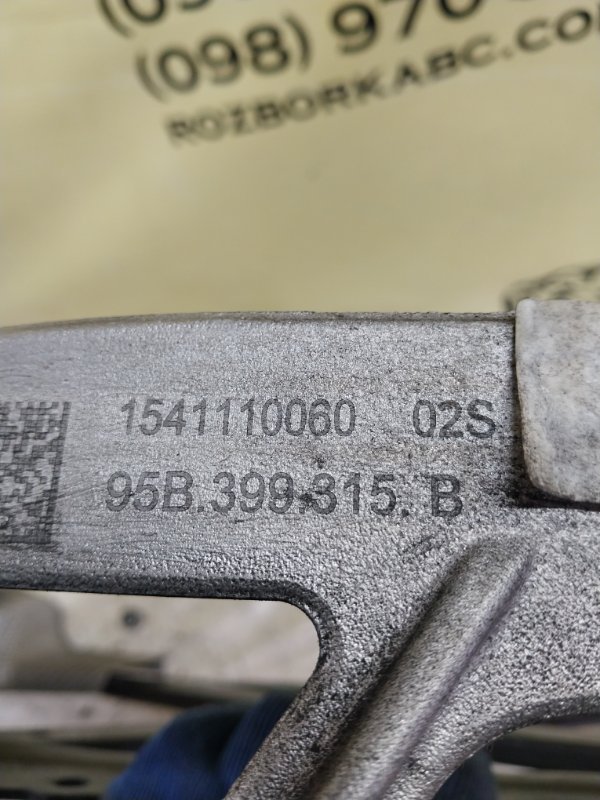 (098) 970
ROZBORKABC.CO
1541110060 02S
95B.399.315. B